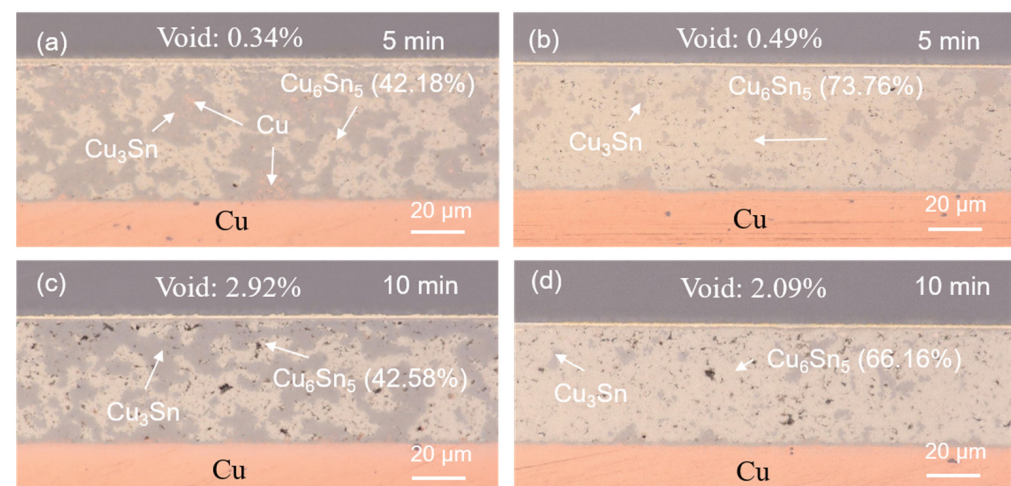 (a) Void: 0.34% 5 min
Cu₆Sn₅ (42.18%)
Cu
Cu₃Sn
Cu
20 µm
(b) Void: 0.49% 5 min
Cu₆Sn₅ (73.76%)
Cu₃Sn
Cu
20 µm
(c) Void: 2.92% 10 min
Cu₆Sn₅ (42.58%)
Cu₃Sn
Cu
20 µm
(d) Void: 2.09% 10 min
Cu₆Sn₅ (66.16%)
Cu₃Sn
Cu
20 µm